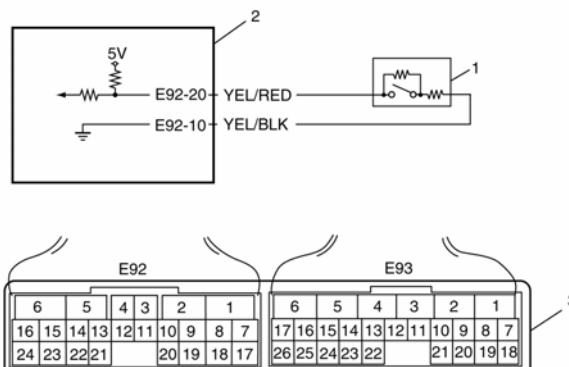 2
5V
1
E92-20 YEL/RED
E92-10 YEL/BLK
E92 E93
3
6 5 4 3 2 1 6 5 4 3 2 1
16 15 14 13 12 11 10 9 8 7 17 16 15 14 13 12 11 10 9 8 7
24 23 22 21 20 19 18 17 26 25 24 23 22 21 20 19 18